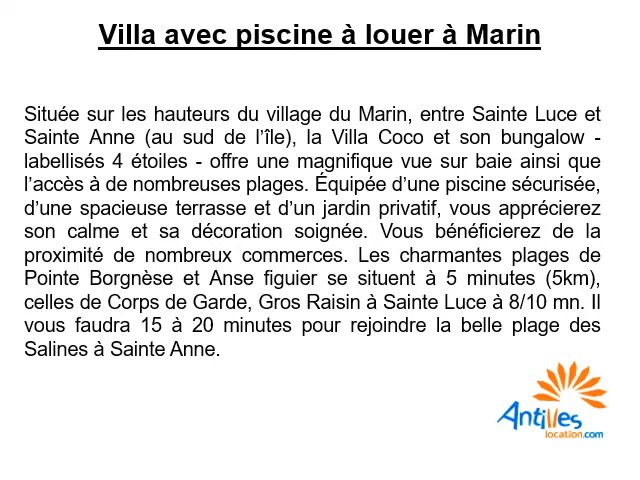 Villa avec piscine à louer à Marin
Située sur les hauteurs du village du Marin, entre Sainte Luce et
Sainte Anne (au sud de l’île), la Villa Coco et son bungalow -
labellisés 4 étoiles - offre une magnifique vue sur baie ainsi que
l’accès à de nombreuses plages. Équipée d’une piscine sécurisée,
d’une spacieuse terrasse et d’un jardin privatif, vous apprécierez
son calme et sa décoration soignée. Vous bénéficierez de la
proximité de nombreux commerces. Les charmantes plages de
Pointe Borgnèse et Anse figuier se situent à 5 minutes (5km),
celles de Corps de Garde, Gros Raisin à Sainte Luce à 8/10 mn. Il
vous faudra 15 à 20 minutes pour rejoindre la belle plage des
Salines à Sainte Anne.
Antilles
location.com